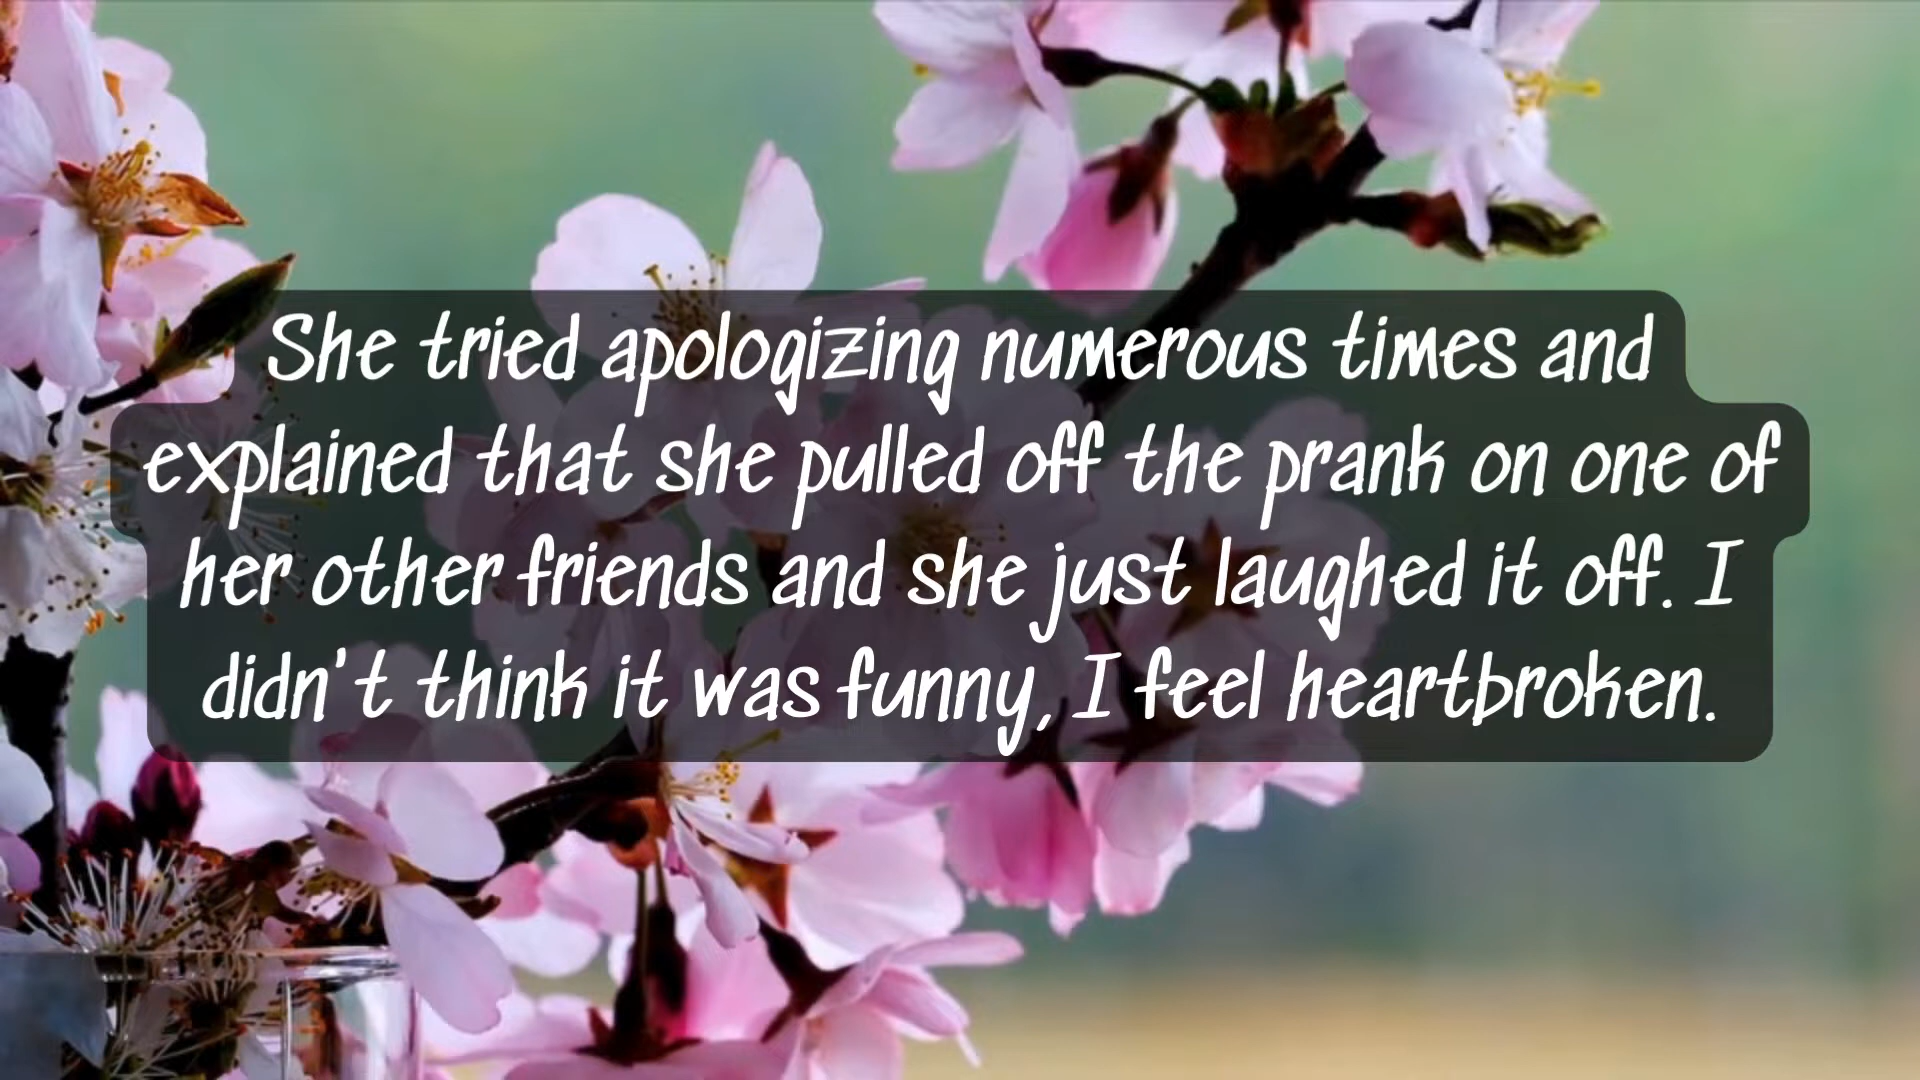 She tried apologizing numerous times and
explained that she pulled off the prank on one of
her other friends and she just laughed it off. I
didn't think it was funny, I feel heartbroken.